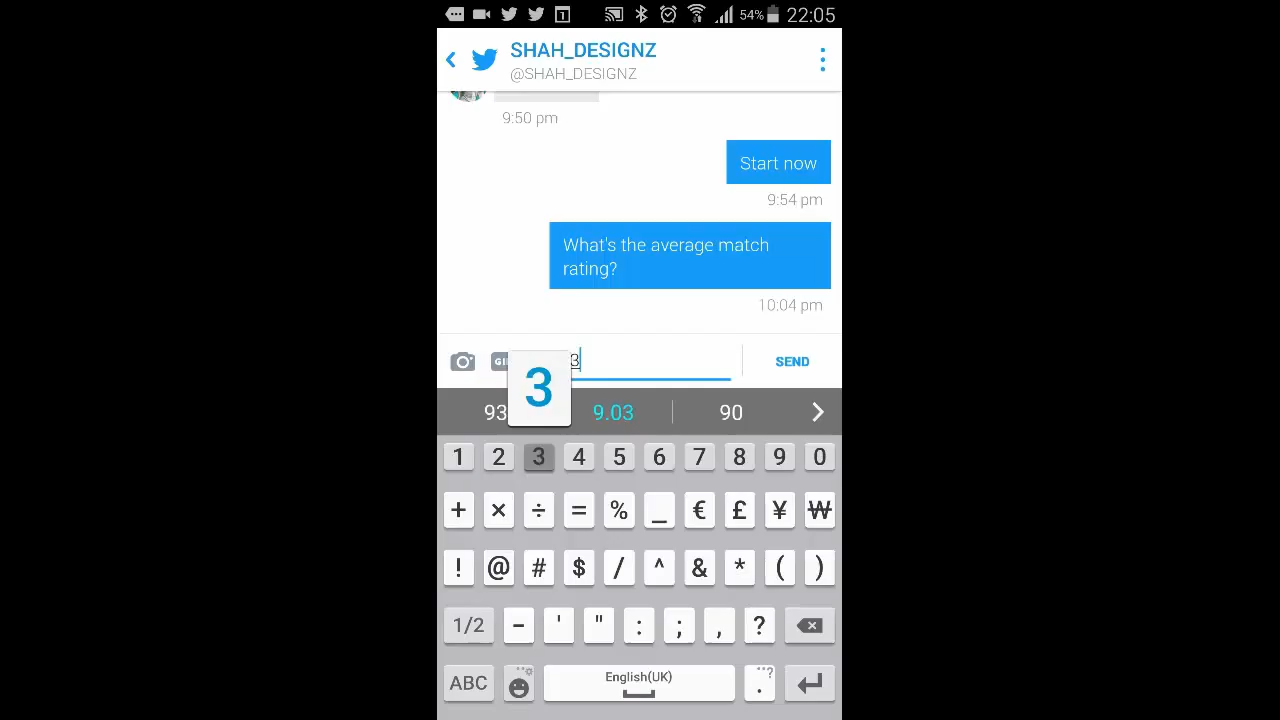 54% 22:05
SHAH_DESIGNZ
@SHAH_DESIGNZ
9:50 pm
Start now
9:54 pm
What's the average match
rating?
10:04 pm
3
SEND
3
93 9.03 90
1 2 3 4 5 6 7 8 9 0
+ × ÷ = % _ € £ ¥ ₩
! @ # $ / ^ & * ( )
1/2 - ' " : ; , ?
ABC English(UK) .